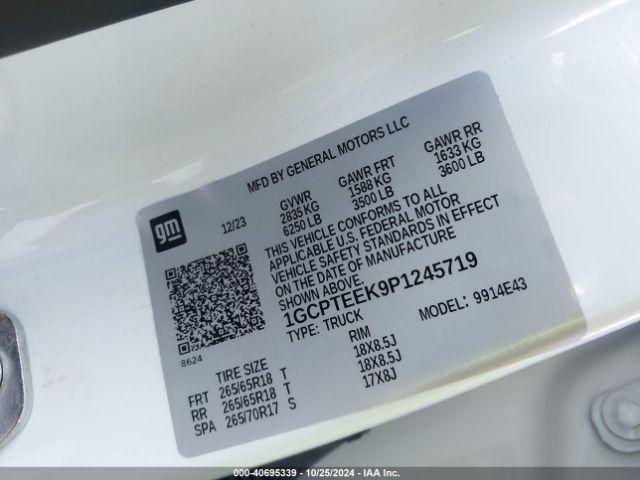 MFD BY GENERAL MOTORS LLC
gm
12/23
GVWR
2835 KG
6250 LB
GAWR FRT
1588 KG
3500 LB
GAWR RR
1633 KG
3600 LB
THIS VEHICLE CONFORMS TO ALL
APPLICABLE U.S. FEDERAL MOTOR
VEHICLE SAFETY STANDARDS IN EFFECT
ON THE DATE OF MANUFACTURE
SHOWN ABOVE.
1GCPTEEK9P1245719
TYPE: TRUCK MODEL: 9914E43
8624
TIRE SIZE RIM
FRT 265/65R18 T 18X8.5J
RR 265/65R18 T 18X8.5J
SPA 265/70R17 S 17X8J
000-40695339 - 10/25/2024 - IAA Inc.